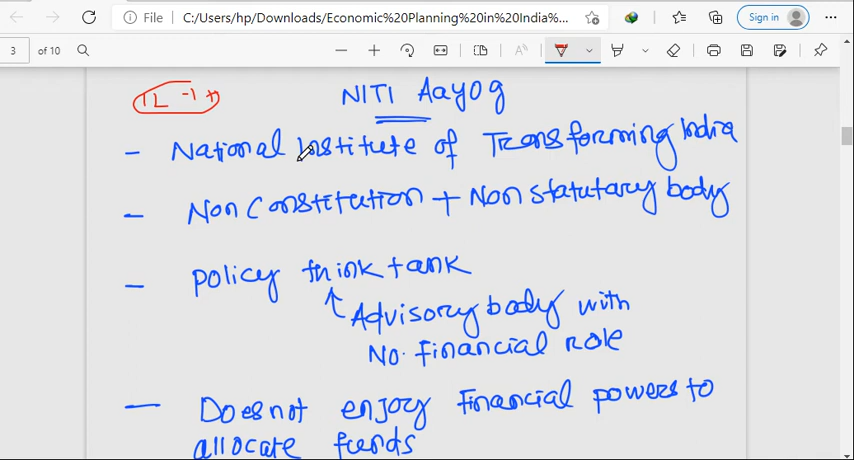 File
C:/Users/hp/Downloads/Economic%20Planning%20in%20India%...
Sign in
3 of 10
NITI Aayog
- National Institute of Transforming India
- Non Constitution + Non statutary body
- policy think tank
Advisory body with
No. financial role
- Does not enjoy financial powers to
allocate funds